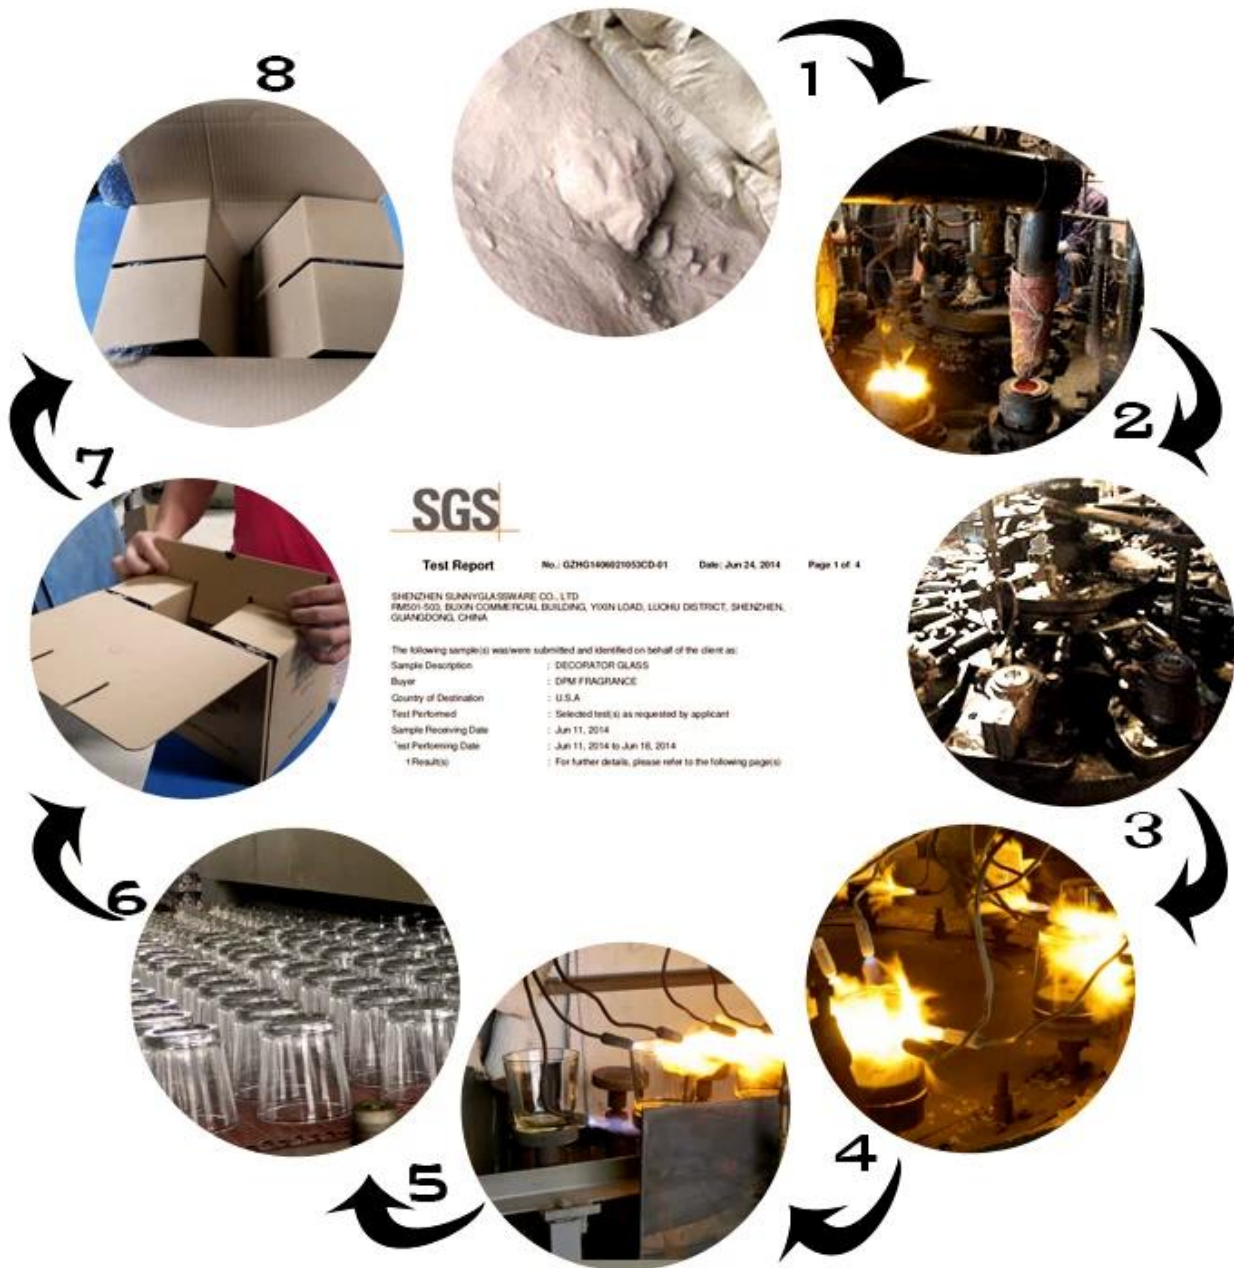 8
1
2
7
SGS
Test Report No.: GZHG1406021053CD-01 Date: Jun 24, 2014 Page 1 of 4
SHENZHEN SUNNYGLASSWARE CO., LTD
RM501-503, BUXIN COMMERCIAL BUILDING, YIXIN LOAD, LUOHU DISTRICT, SHENZHEN,
GUANGDONG, CHINA
The following sample(s) was/were submitted and identified on behalf of the client as:
Sample Description : DECORATOR GLASS
Buyer : DPM FRAGRANCE
Country of Destination : U.S.A
Test Performed : Selected test(s) as requested by applicant
Sample Receiving Date : Jun 11, 2014
Test Performing Date : Jun 11, 2014 to Jun 18, 2014
Result(s) : For further details, please refer to the following page(s)
3
6
4
5